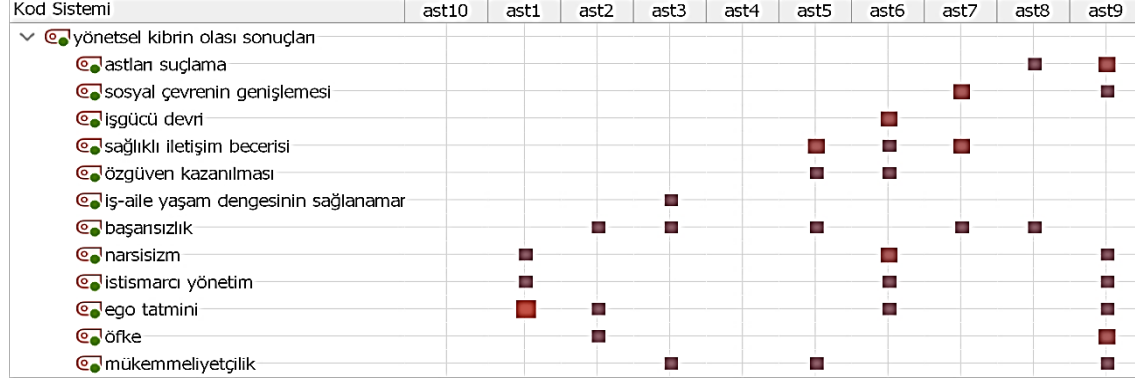 Kod Sistemi ast10 ast1 ast2 ast3 ast4 ast5 ast6 ast7 ast8 ast9
yönetsel kibrin olası sonuçları
astları suçlama
sosyal çevrenin genişlemesi
işgücü devri
sağlıklı iletişim becerisi
özgüven kazanılması
iş-aile yaşam dengesinin sağlanamar
başarısızlık
narsisizm
istismarcı yönetim
ego tatmini
öfke
mükemmeliyetçilik